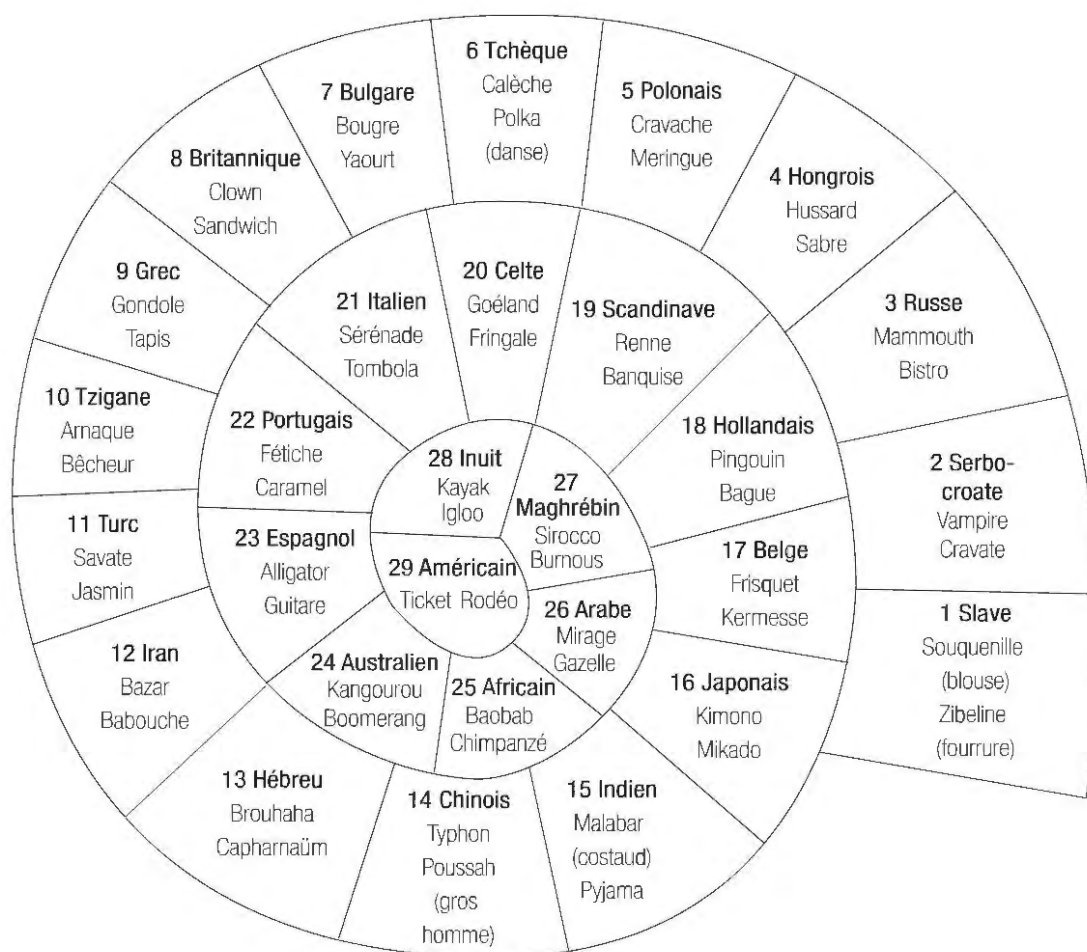 1 Slave
Souquenille
(blouse)
Zibeline
(fourrure)
2 Serbo-
croate
Vampire
Cravate
3 Russe
Mammouth
Bistro
4 Hongrois
Hussard
Sabre
5 Polonais
Cravache
Meringue
6 Tchèque
Calèche
Polka
(danse)
7 Bulgare
Bougre
Yaourt
8 Britannique
Clown
Sandwich
9 Grec
Gondole
Tapis
10 Tzigane
Arnaque
Bêcheur
11 Turc
Savate
Jasmin
12 Iran
Bazar
Babouche
13 Hébreu
Brouhaha
Capharnaüm
14 Chinois
Typhon
Poussah
(gros
homme)
15 Indien
Malabar
(costaud)
Pyjama
16 Japonais
Kimono
Mikado
17 Belge
Frisquet
Kermesse
18 Hollandais
Pingouin
Bague
19 Scandinave
Renne
Banquise
20 Celte
Goéland
Fringale
21 Italien
Sérénade
Tombola
22 Portugais
Fétiche
Caramel
23 Espagnol
Alligator
Guitare
24 Australien
Kangourou
Boomerang
25 Africain
Baobab
Chimpanzé
26 Arabe
Mirage
Gazelle
27
Maghrébin
Sirocco
Burnous
28 Inuit
Kayak
Igloo
29 Américain
Ticket Rodéo